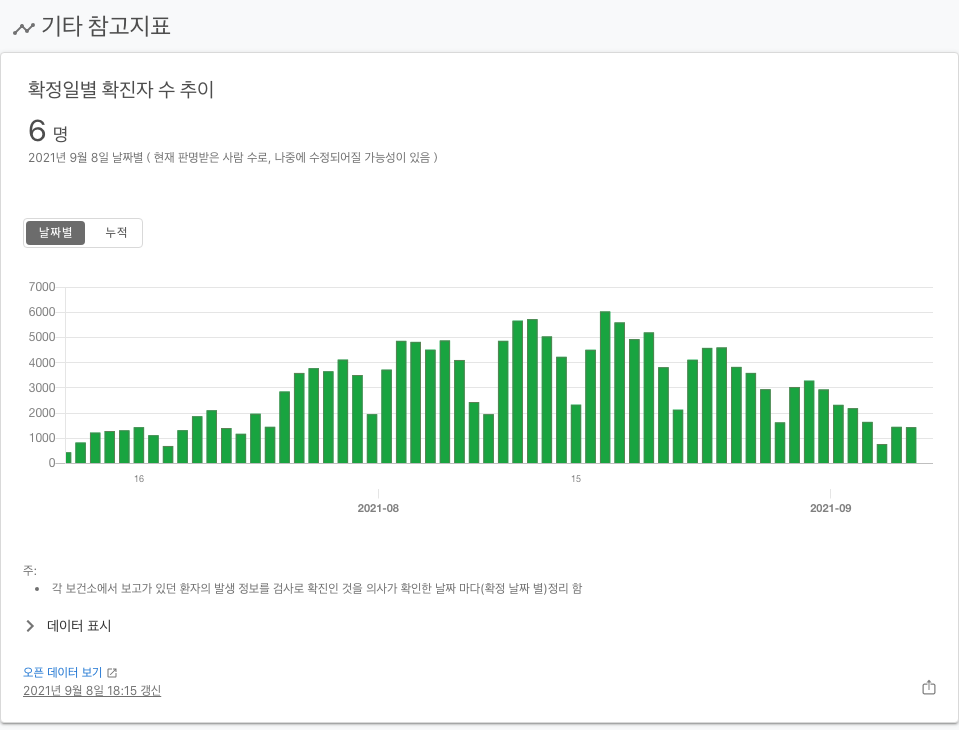 기타 참고지표
확정일별 확진자 수 추이
6 명
2021년 9월 8일 날짜별 ( 현재 판명받은 사람 수로, 나중에 수정되어질 가능성이 있음 )
날짜별 누적
7000
6000
5000
4000
3000
2000
1000
0
16 15
2021-08 2021-09
주:
• 각 보건소에서 보고가 있던 환자의 발생 정보를 검사로 확진인 것을 의사가 확인한 날짜 마다(확정 날짜 별)정리 함
데이터 표시
오픈 데이터 보기
2021년 9월 8일 18:15 갱신